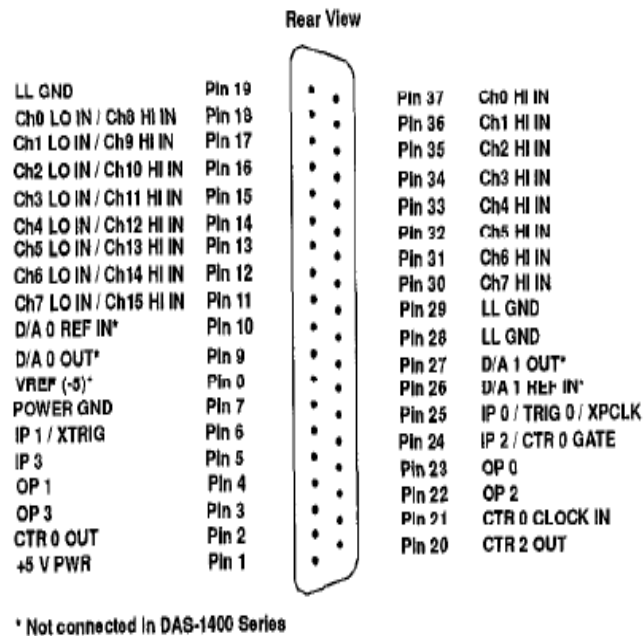 Rear View
LL GND Pin 19
Ch0 LO IN / Ch8 HI IN Pin 18
Ch1 LO IN / Ch9 HI IN Pin 17
Ch2 LO IN / Ch10 HI IN Pin 16
Ch3 LO IN / Ch11 HI IN Pin 15
Ch4 LO IN / Ch12 HI IN Pin 14
Ch5 LO IN / Ch13 HI IN Pin 13
Ch6 LO IN / Ch14 HI IN Pin 12
Ch7 LO IN / Ch15 HI IN Pin 11
D/A 0 REF IN* Pin 10
D/A 0 OUT* Pin 9
VREF (-5)* Pin 8
POWER GND Pin 7
IP 1 / XTRIG Pin 6
IP 3 Pin 5
OP 1 Pin 4
OP 3 Pin 3
CTR 0 OUT Pin 2
+5 V PWR Pin 1
Pin 37 Ch0 HI IN
Pin 36 Ch1 HI IN
Pin 35 Ch2 HI IN
Pin 34 Ch3 HI IN
Pin 33 Ch4 HI IN
Pin 32 Ch5 HI IN
Pin 31 Ch6 HI IN
Pin 30 Ch7 HI IN
Pin 29 LL GND
Pin 28 LL GND
Pin 27 D/A 1 OUT*
Pin 26 D/A 1 REF IN*
Pin 25 IP 0 / TRIG 0 / XPCLK
Pin 24 IP 2 / CTR 0 GATE
Pin 23 OP 0
Pin 22 OP 2
Pin 21 CTR 0 CLOCK IN
Pin 20 CTR 2 OUT
* Not connected in DAS-1400 Series